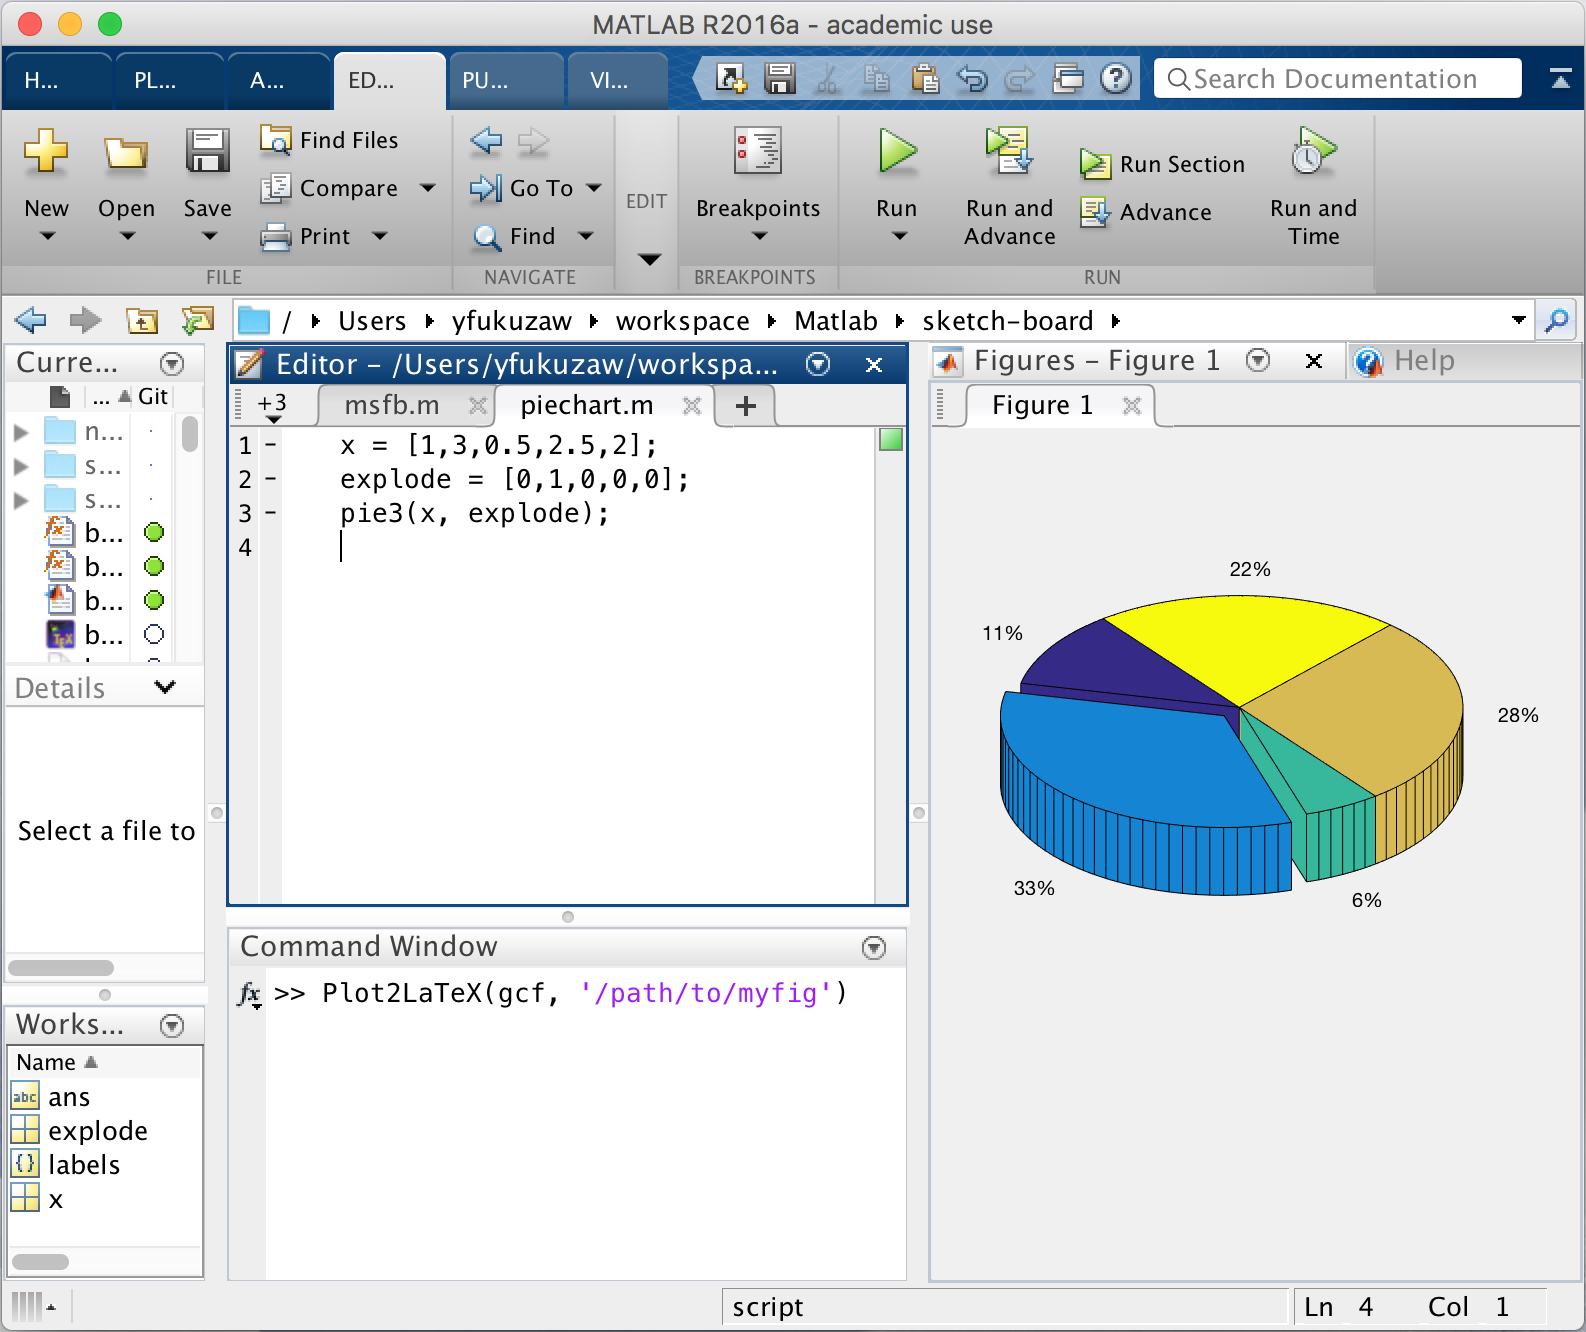 MATLAB R2016a - academic use
H... PL... A... ED... PU... VI... Search Documentation
New Open Save
Find Files
Compare
Print
FILE
Go To
Find
NAVIGATE
EDIT
Breakpoints
BREAKPOINTS
Run
Run and Advance
Run Section
Advance
Run and Time
RUN
/ Users yfukuzaw workspace Matlab sketch-board
Curre...
... Git
n...
s...
s...
b...
b...
b...
b...
Details
Select a file to
Works...
Name
ans
explode
labels
x
Editor - /Users/yfukuzaw/workspa...
+3 msfb.m piechart.m +
1 - x = [1,3,0.5,2.5,2];
2 - explode = [0,1,0,0,0];
3 - pie3(x, explode);
4
Command Window
fx >> Plot2LaTeX(gcf, '/path/to/myfig')
Figures - Figure 1 Help
Figure 1
22%
11%
28%
33%
6%
script Ln 4 Col 1